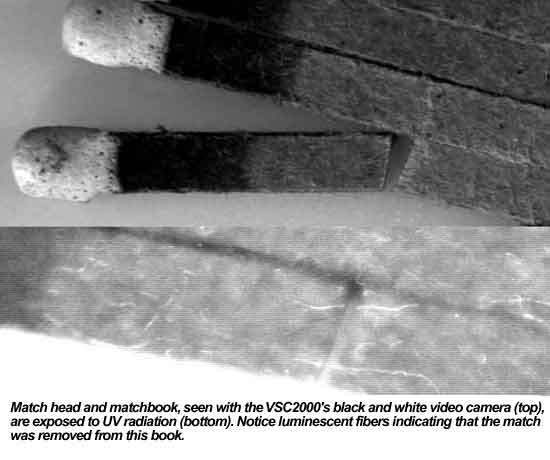 Match head and matchbook, seen with the VSC2000's black and white video camera (top),
are exposed to UV radiation (bottom). Notice luminescent fibers indicating that the match
was removed from this book.